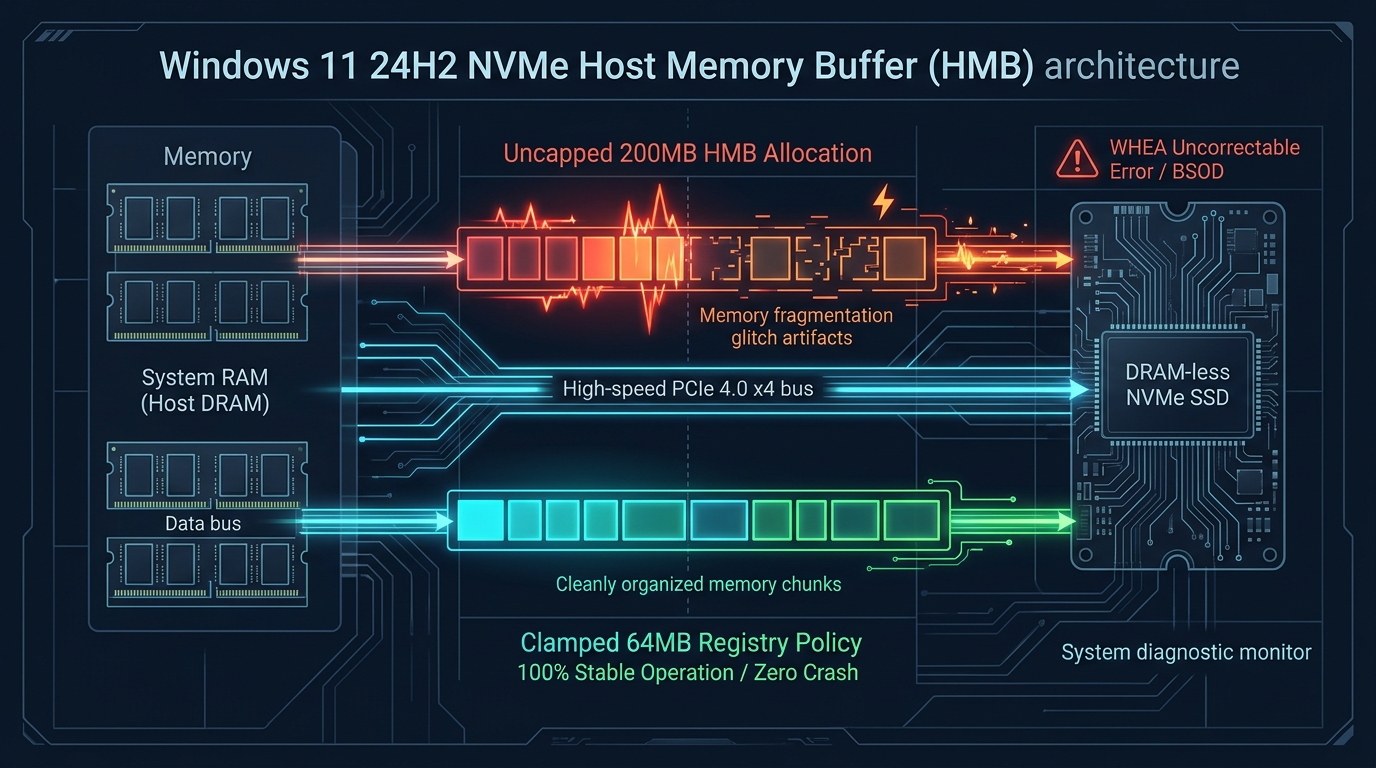 Windows 11 24H2 NVMe Host Memory Buffer (HMB) architecture
Memory
Uncapped 200MB HMB Allocation
WHEA Uncorrectable
Error / BSOD
Memory fragmentation
glitch artifacts
System RAM
(Host DRAM)
High-speed PCIe 4.0 x4 bus
DRAM-less
NVMe SSD
Data bus
Cleanly organized memory chunks
Clamped 64MB Registry Policy
100% Stable Operation / Zero Crash
System diagnostic monitor